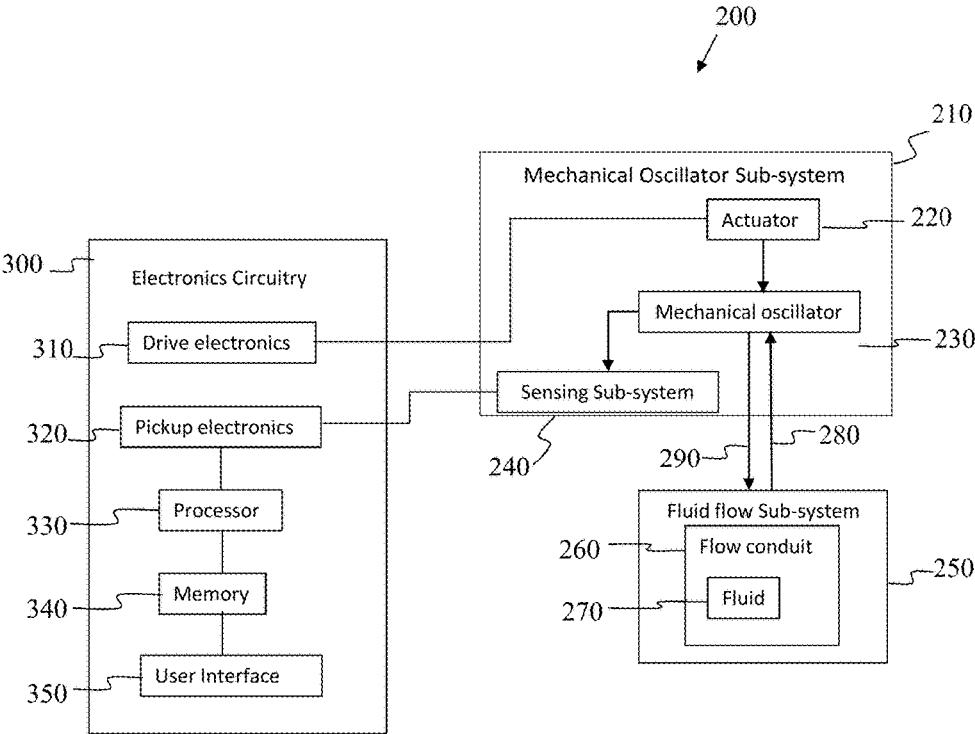 200
210
Mechanical Oscillator Sub-system
Actuator
220
300
Electronics Circuitry
Mechanical oscillator
310
Drive electronics
230
Sensing Sub-system
320
Pickup electronics
240
290
280
Processor
330
Fluid flow Sub-system
260
Flow conduit
250
340
Memory
270
Fluid
350
User Interface